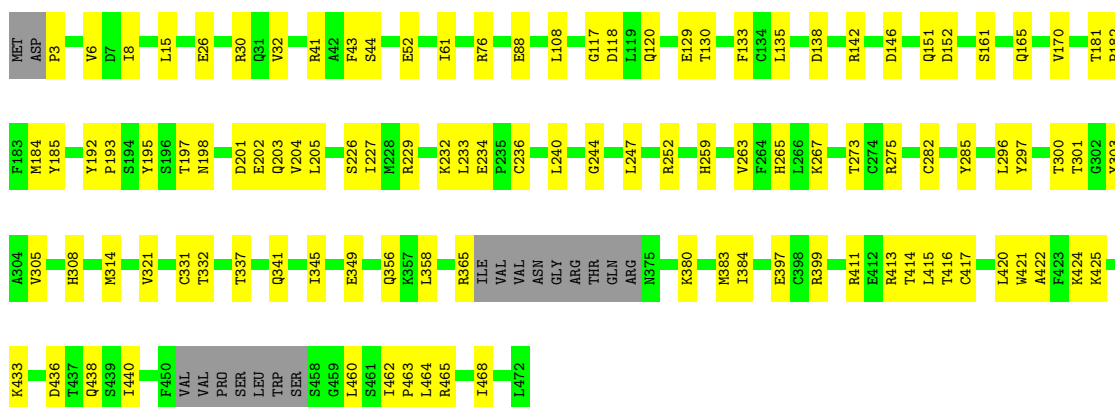 MET ASP P3 V6 D7 I8 L15 E26 R30 Q31 V32 R41 A42 F43 S44 E52 I61 R76 E88 L108 G117 D118 L119 Q120 E129 T130 F133 C134 L135 D138 R142 D146 Q151 D152 S161 Q165 V170 T181
F183 M184 Y185 Y192 P193 S194 Y195 S196 T197 N198 D201 E202 Q203 V204 L205 S226 I227 M228 R229 K232 L233 E234 P235 C236 L240 G244 L247 R252 H259 V263 F264 H265 L266 K267 T273 C274 R275 C282 Y285 L296 Y297 T300 T301 G302
A304 V305 H308 M314 V321 C331 T332 T337 Q341 I345 E349 Q356 K357 L358 R365 ILE VAL VAL ASN GLY ARG THR GLN ARG N375 K380 M383 I384 E397 C398 R399 R411 E412 R413 T414 L415 T416 C417 L420 W421 A422 F423 K424 K425
K433 D436 T437 Q438 S439 I440 F450 VAL VAL PRO SER LEU TRP SER S458 G459 L460 S461 I462 P463 L464 R465 I468 L472